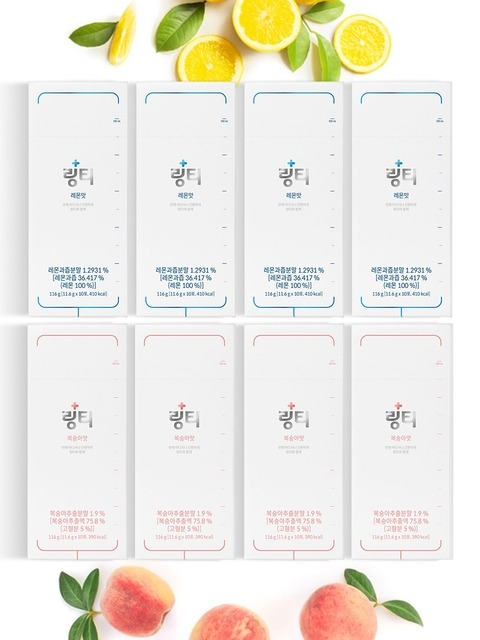 링티
레몬맛
레몬과즙분말 1.2931 %
[레몬과즙 36.417 %
(레몬 100 %)]
116 g [11.6 g x 10포, 410 kcal]
링티
레몬맛
레몬과즙분말 1.2931 %
[레몬과즙 36.417 %
(레몬 100 %)]
116 g [11.6 g x 10포, 410 kcal]
링티
레몬맛
레몬과즙분말 1.2931 %
[레몬과즙 36.417 %
(레몬 100 %)]
116 g [11.6 g x 10포, 410 kcal]
링티
레몬맛
레몬과즙분말 1.2931 %
[레몬과즙 36.417 %
(레몬 100 %)]
116 g [11.6 g x 10포, 410 kcal]
링티
복숭아맛
복숭아추출분말 1.9 %
[복숭아추출액 75.8 %
(고형분 5 %)]
116 g [11.6 g x 10포, 390 kcal]
링티
복숭아맛
복숭아추출분말 1.9 %
[복숭아추출액 75.8 %
(고형분 5 %)]
116 g [11.6 g x 10포, 390 kcal]
링티
복숭아맛
복숭아추출분말 1.9 %
[복숭아추출액 75.8 %
(고형분 5 %)]
116 g [11.6 g x 10포, 390 kcal]
링티
복숭아맛
복숭아추출분말 1.9 %
[복숭아추출액 75.8 %
(고형분 5 %)]
116 g [11.6 g x 10포, 390 kcal]